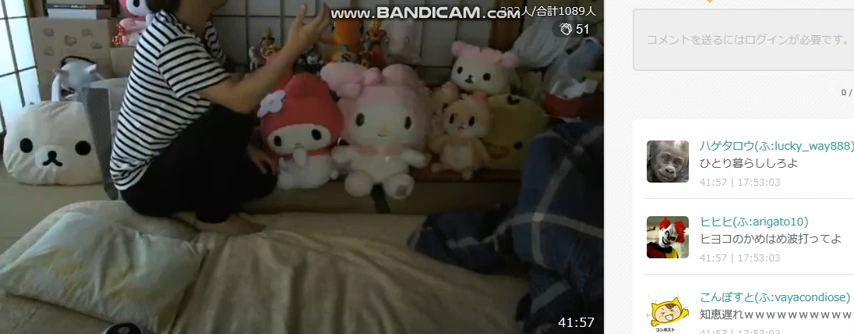 www.BANDICAM.com
人/合計1089人
51
コメントを送るにはログインが必要です。
0 /
ハゲタロウ(ふ:lucky_way888)
ひとり暮らししろよ
41:57 | 17:53:03
ヒヒヒ(ふ:arigato10)
ヒヨコのかめはめ波打ってよ
41:57 | 17:53:03
こんぽすと(ふ:vayacondiose)
知恵遅れwwwwwwwwww
41:57